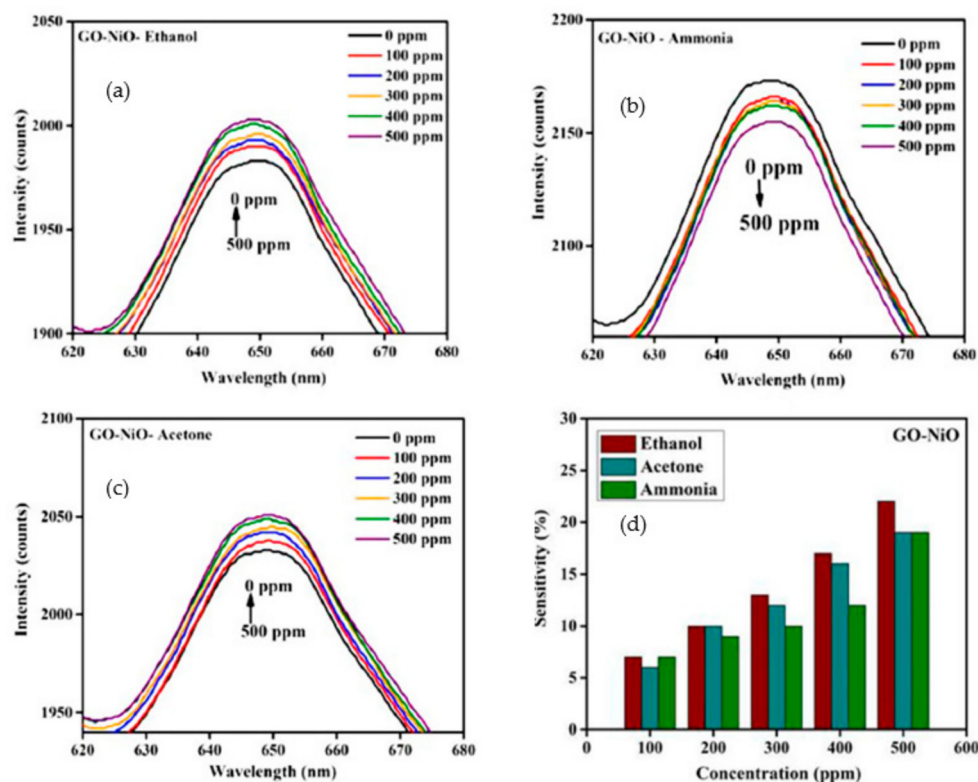 GO-NiO- Ethanol
(a)
0 ppm
100 ppm
200 ppm
300 ppm
400 ppm
500 ppm
0 ppm
500 ppm
2050
2000
1950
1900
620 630 640 650 660 670 680
Intensity (counts)
Wavelength (nm)
GO-NiO - Ammonia
(b)
0 ppm
100 ppm
200 ppm
300 ppm
400 ppm
500 ppm
0 ppm
500 ppm
2200
2150
2100
620 630 640 650 660 670 680
Intensity (counts)
Wavelength (nm)
GO-NiO- Acetone
(c)
0 ppm
100 ppm
200 ppm
300 ppm
400 ppm
500 ppm
0 ppm
500 ppm
2100
2050
2000
1950
620 630 640 650 660 670 680
Intensity (counts)
Wavelength (nm)
Ethanol
Acetone
Ammonia
GO-NiO
(d)
30
25
20
15
10
5
0
0 100 200 300 400 500 600
Sensitivity (%)
Concentration (ppm)